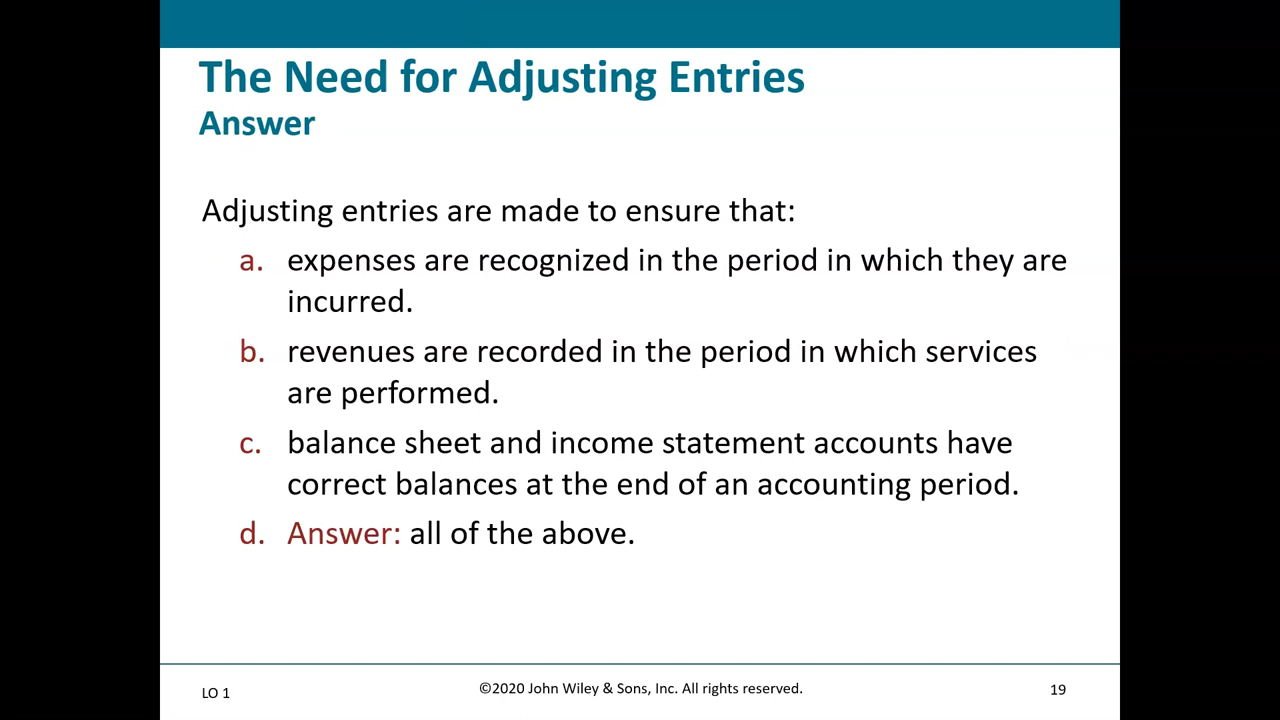 The Need for Adjusting Entries
Answer
Adjusting entries are made to ensure that:
a. expenses are recognized in the period in which they are
incurred.
b. revenues are recorded in the period in which services
are performed.
c. balance sheet and income statement accounts have
correct balances at the end of an accounting period.
d. Answer: all of the above.
LO 1
©2020 John Wiley & Sons, Inc. All rights reserved.
19